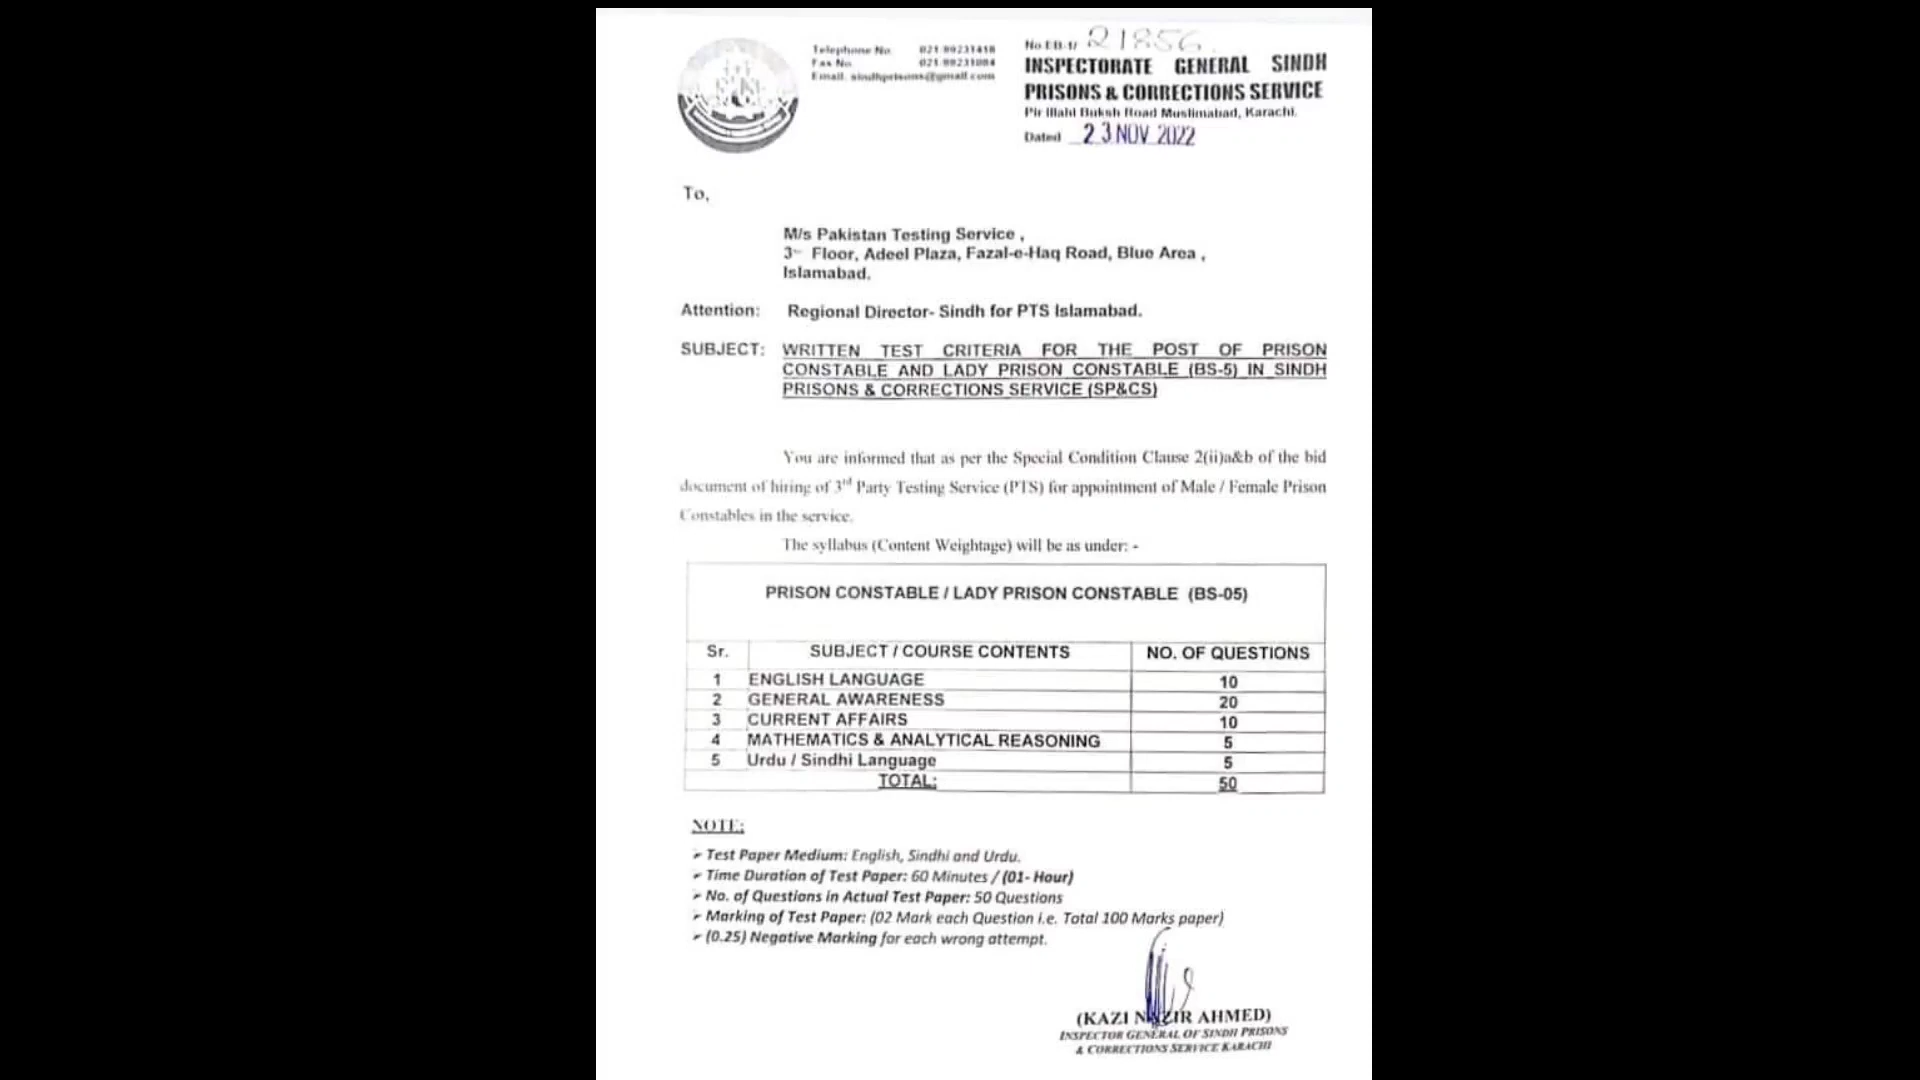 Telephone No. 021-99231418
Fax No. 021-99231084
Email: sindhprisons@gmail.com
No.EB-1/ 21856
INSPECTORATE GENERAL SINDH
PRISONS & CORRECTIONS SERVICE
Pir Illahi Buksh Road Muslimabad, Karachi.
Dated 23 NOV 2022
To,
M/s Pakistan Testing Service ,
Floor, Adeel Plaza, Fazal-e-Haq Road, Blue Area ,
Islamabad.
Attention: Regional Director- Sindh for PTS Islamabad.
SUBJECT: WRITTEN TEST CRITERIA FOR THE POST OF PRISON
CONSTABLE AND LADY PRISON CONSTABLE (BS-5) IN SINDH
PRISONS & CORRECTIONS SERVICE (SP&CS)
You are informed that as per the Special Condition Clause 2(ii)a&b of the bid
document of hiring of 3rd Party Testing Service (PTS) for appointment of Male / Female Prison
Constables in the service.
The syllabus (Content Weightage) will be as under: -
PRISON CONSTABLE / LADY PRISON CONSTABLE (BS-05)
Sr. SUBJECT / COURSE CONTENTS NO. OF QUESTIONS
1 ENGLISH LANGUAGE 10
2 GENERAL AWARENESS 20
3 CURRENT AFFAIRS 10
4 MATHEMATICS & ANALYTICAL REASONING 5
5 Urdu / Sindhi Language 5
TOTAL: 50
NOTE:
➢ Test Paper Medium: English, Sindhi and Urdu.
➢ Time Duration of Test Paper: 60 Minutes / (01- Hour)
➢ No. of Questions in Actual Test Paper: 50 Questions
➢ Marking of Test Paper: (02 Mark each Question i.e. Total 100 Marks paper)
➢ (0.25) Negative Marking for each wrong attempt.
(KAZI NAZIR AHMED)
INSPECTOR GENERAL OF SINDH PRISONS
& CORRECTIONS SERVICE KARACHI